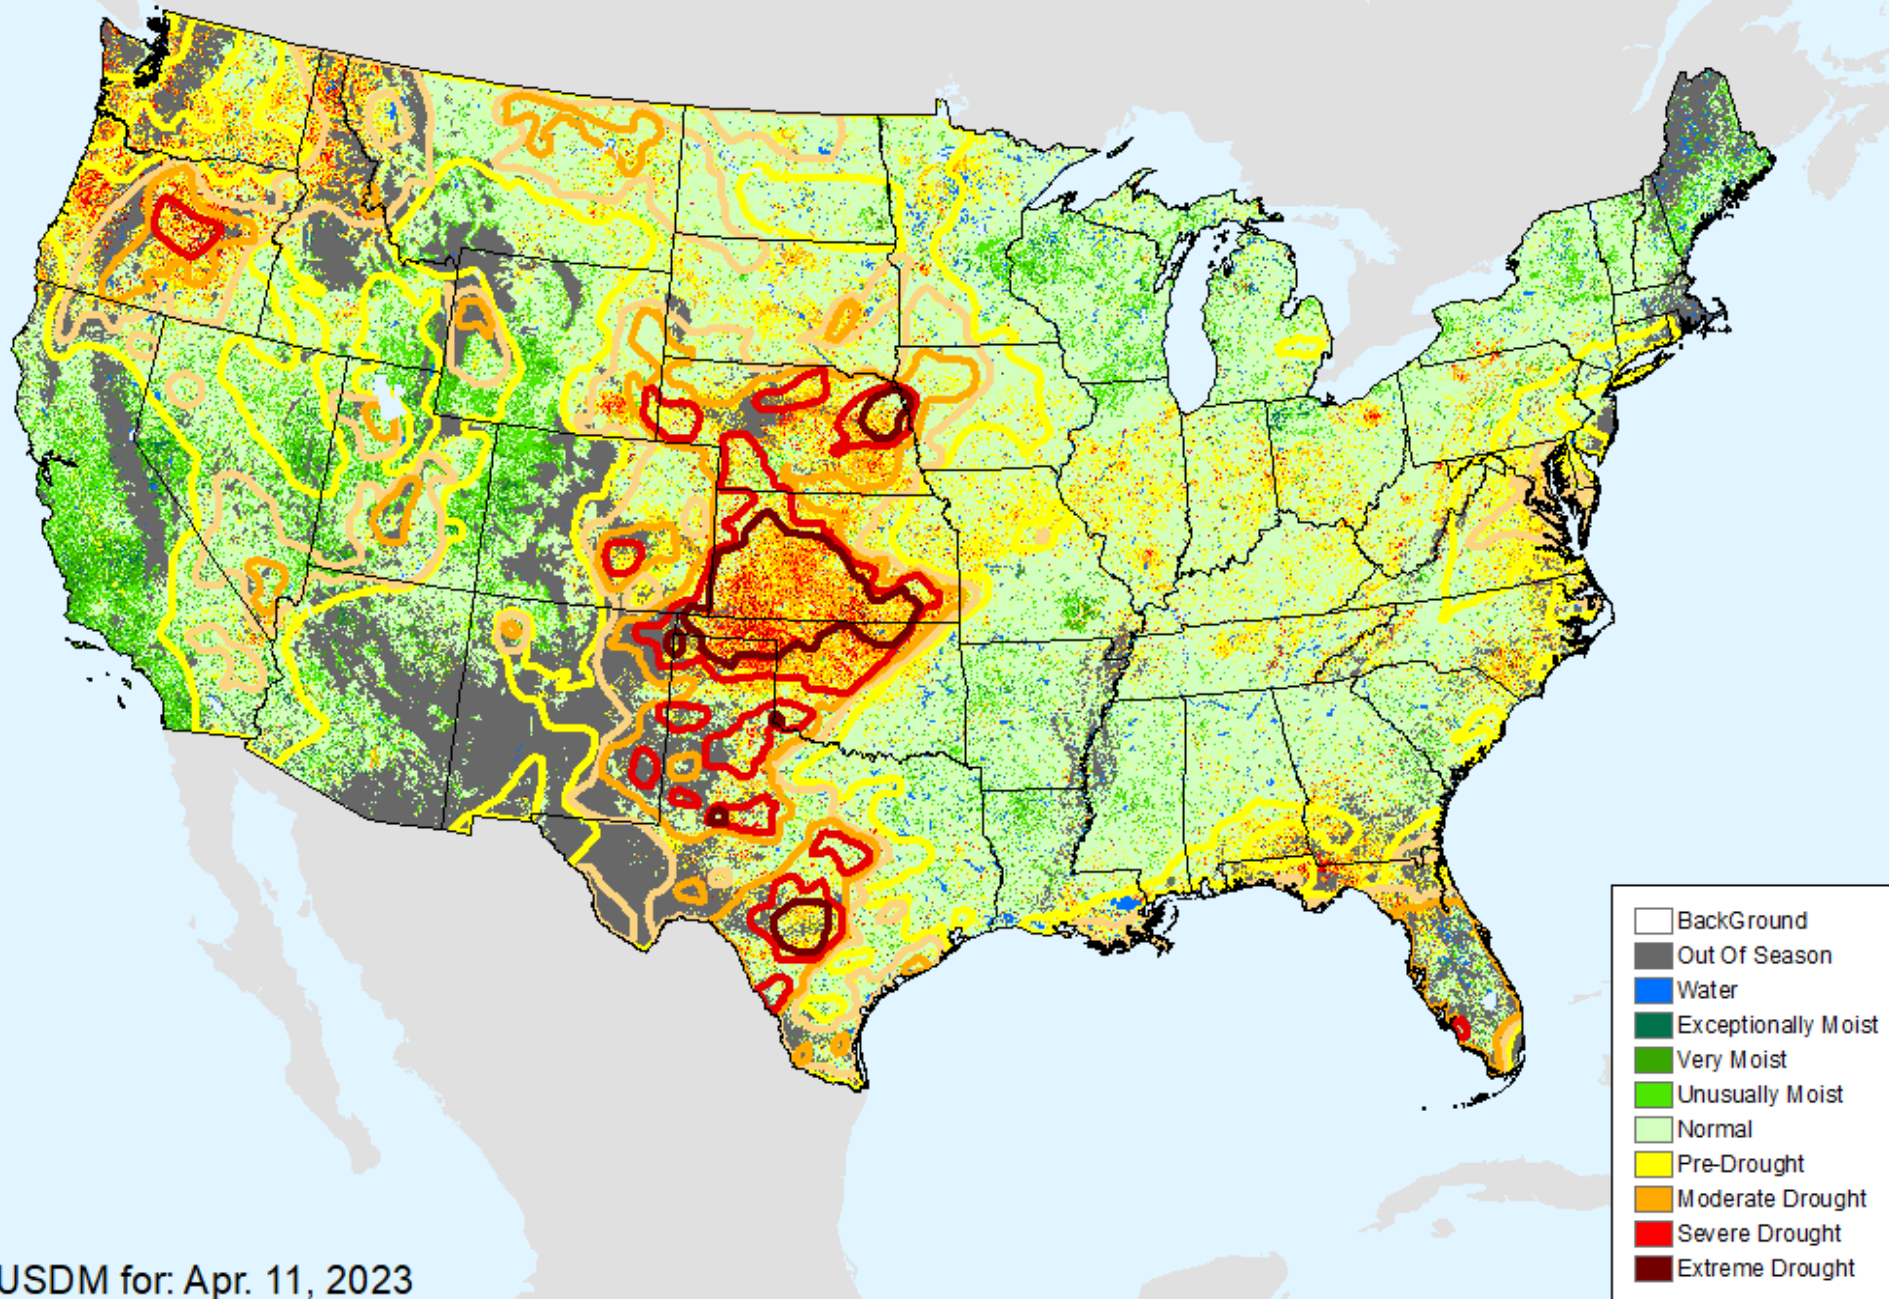 BackGround
Out Of Season
Water
Exceptionally Moist
Very Moist
Unusually Moist
Normal
Pre-Drought
Moderate Drought
Severe Drought
Extreme Drought
USDM for: Apr. 11, 2023